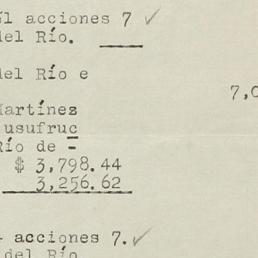 1 acciones 7 ✓
del Río.
del Río e
7,0
Martínez
usufruc
Río de -
$ 3,798.44
3,256.62
- acciones 7. ✓
del Río